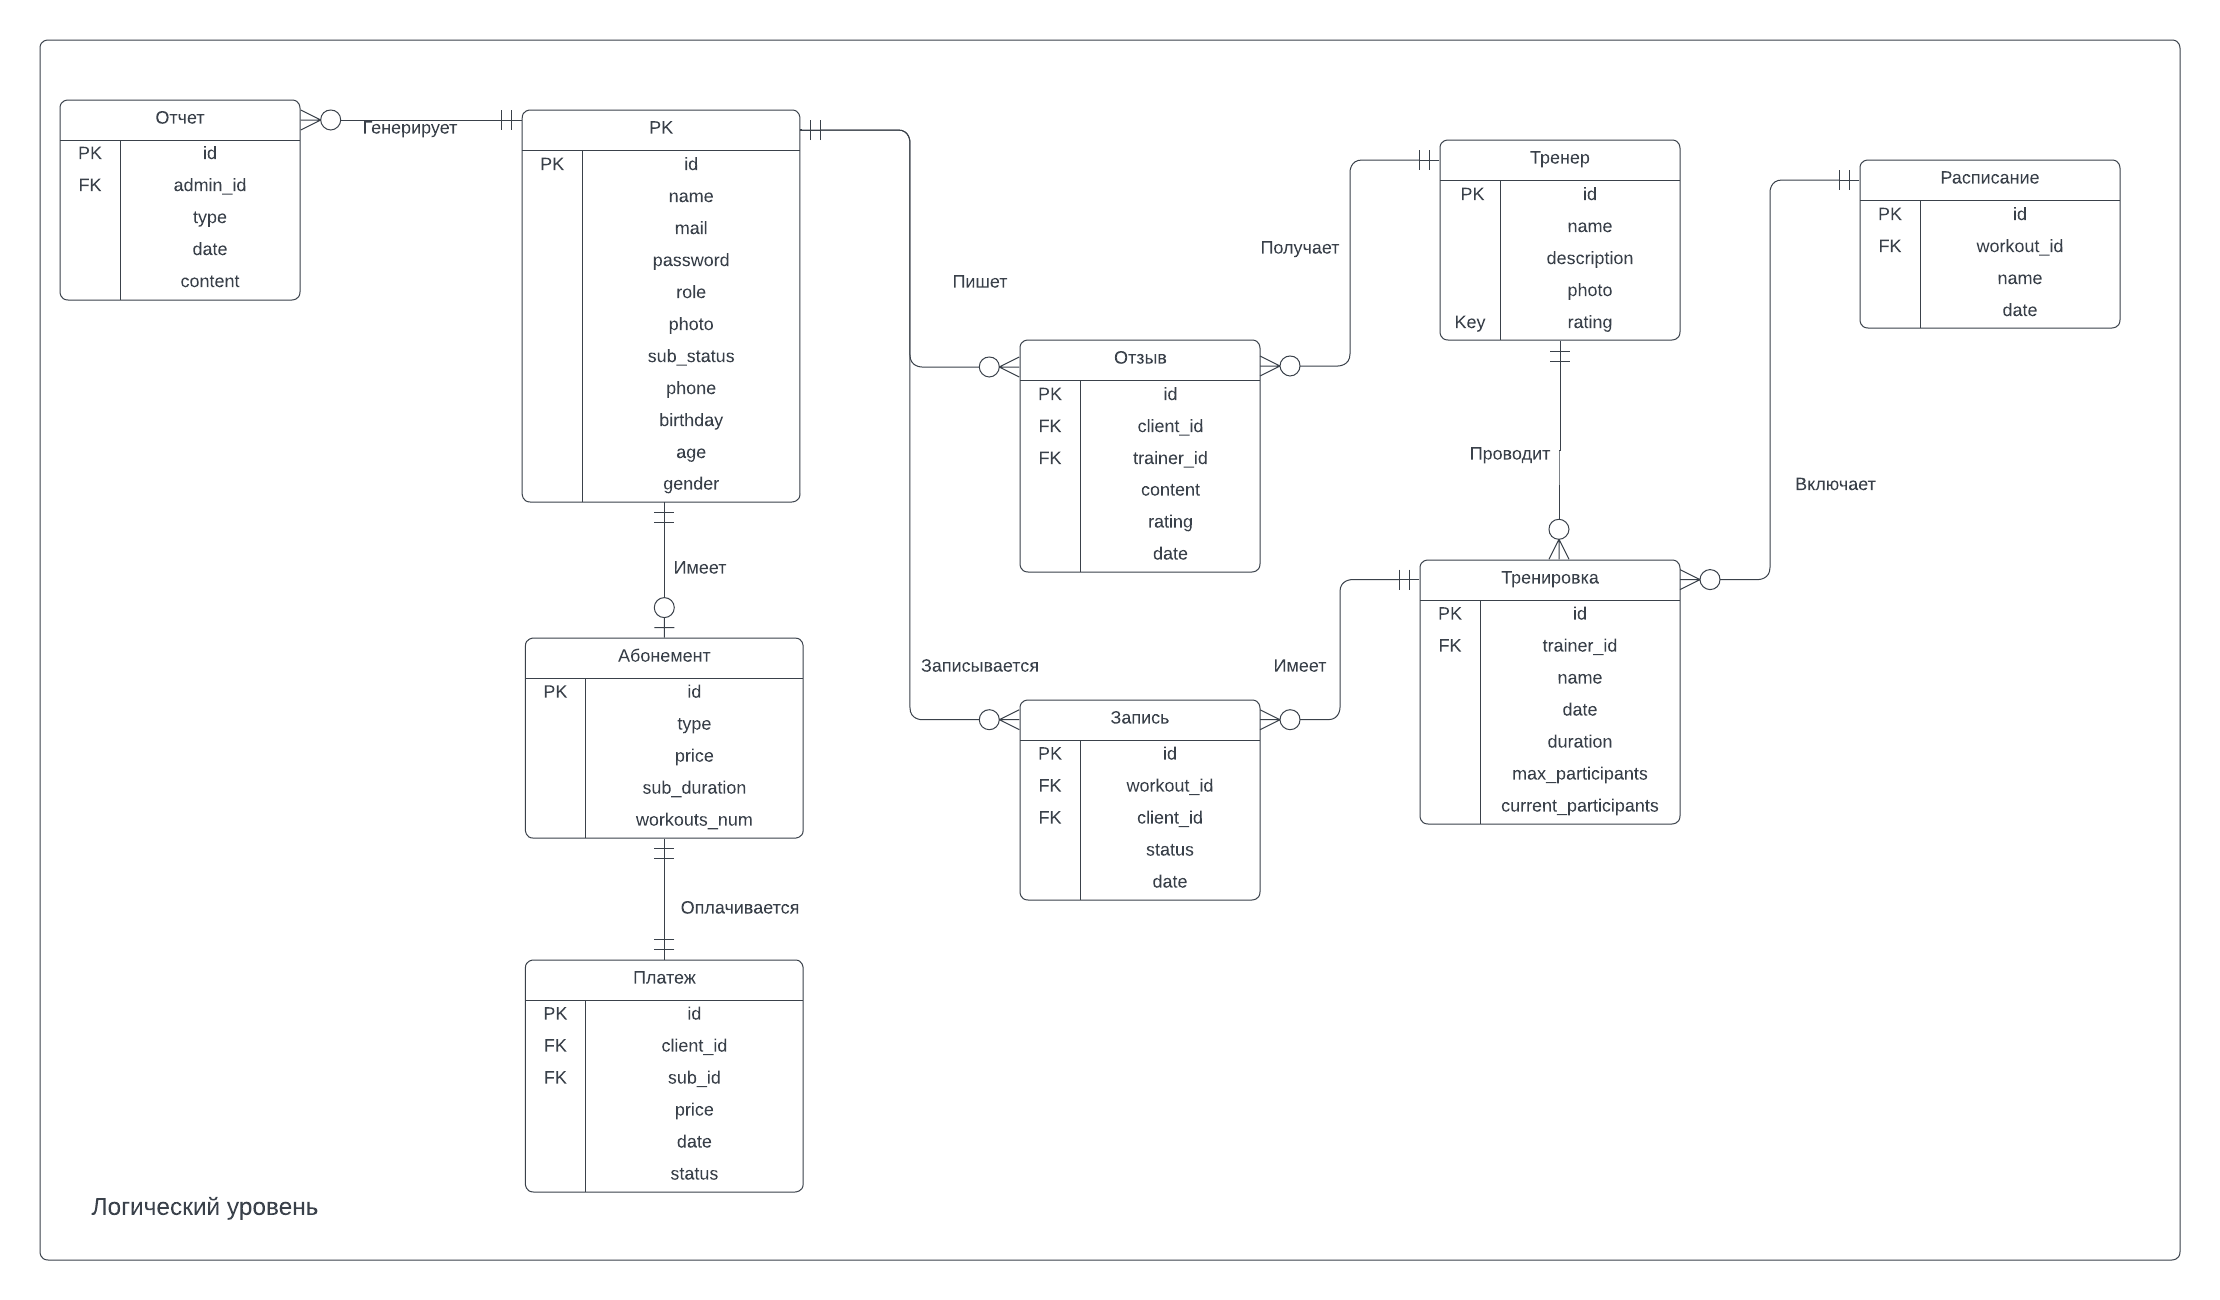 Отчет
PK id
FK admin_id
type
date
content
Генерирует
PK
PK id
name
mail
password
role
photo
sub_status
phone
birthday
age
gender
Имеет
Абонемент
PK id
type
price
sub_duration
workouts_num
Оплачивается
Платеж
PK id
FK client_id
FK sub_id
price
date
status
Пишет
Отзыв
PK id
FK client_id
FK trainer_id
content
rating
date
Записывается
Запись
PK id
FK workout_id
FK client_id
status
date
Получает
Тренер
PK id
name
description
photo
Key rating
Проводит
Имеет
Тренировка
PK id
FK trainer_id
name
date
duration
max_participants
current_participants
Расписание
PK id
FK workout_id
name
date
Включает
Логический уровень